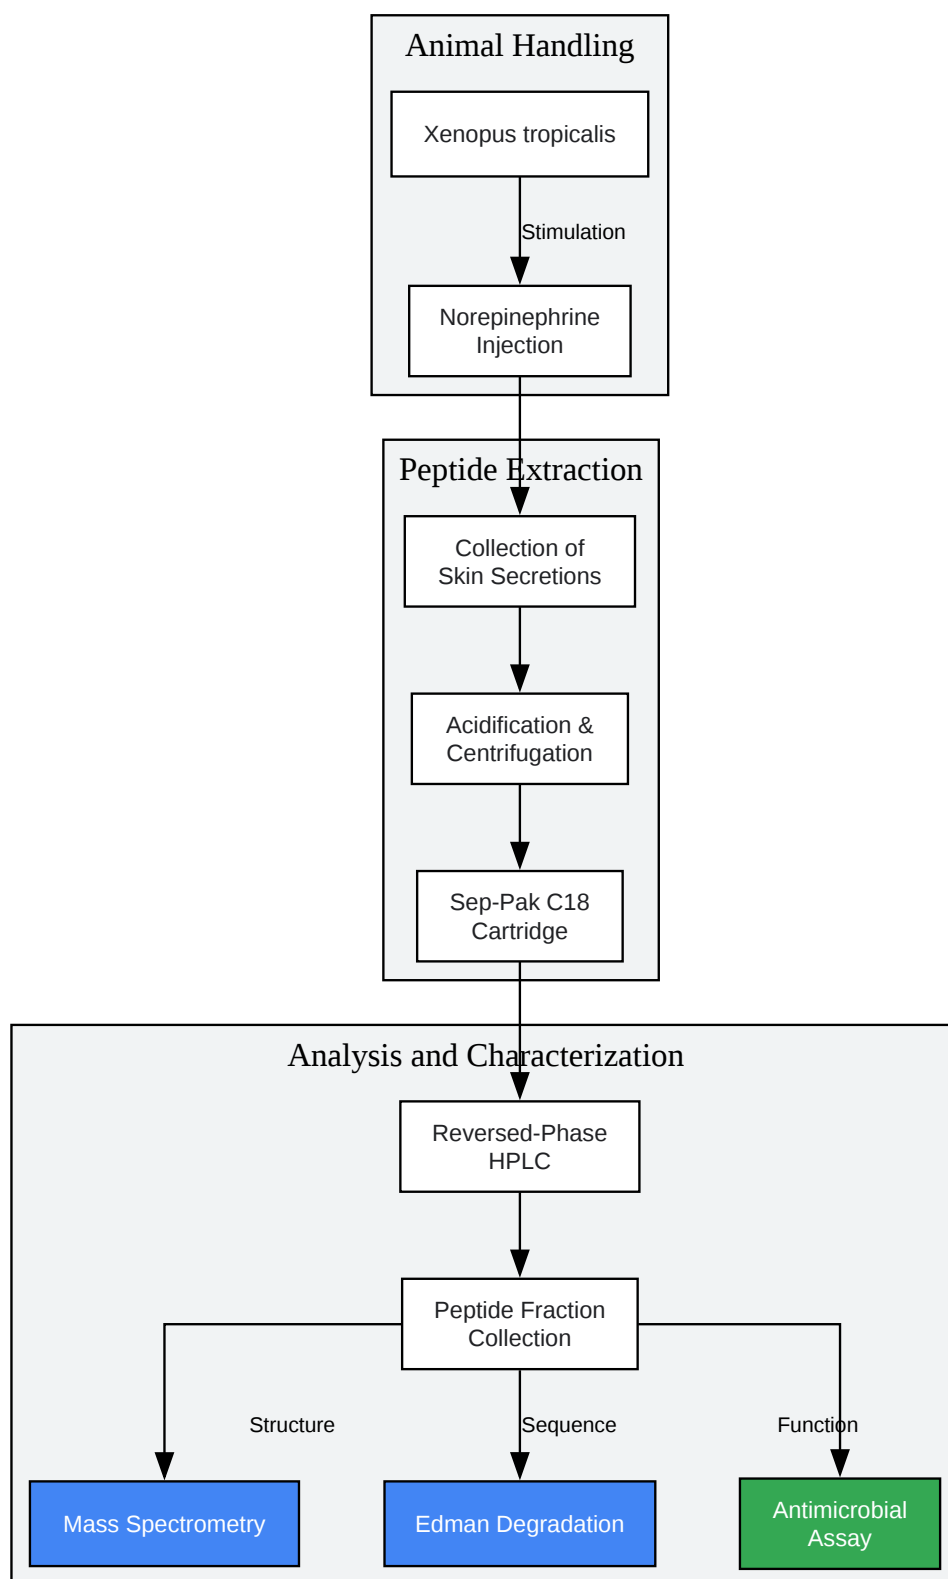 Animal Handling
Xenopus tropicalis
Stimulation
Norepinephrine
Injection
Peptide Extraction
Collection of
Skin Secretions
Acidification &
Centrifugation
Sep-Pak C18
Cartridge
Analysis and Characterization
Reversed-Phase
HPLC
Peptide Fraction
Collection
Structure
Sequence
Function
Mass Spectrometry
Edman Degradation
Antimicrobial
Assay